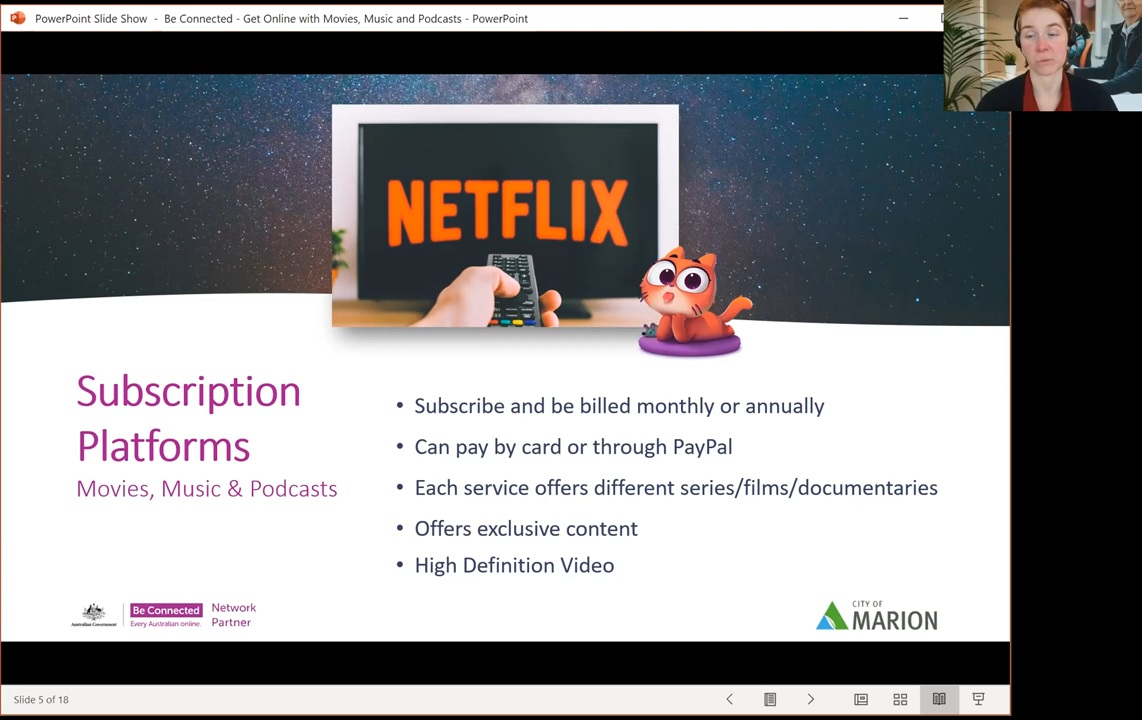 PowerPoint Slide Show - Be Connected - Get Online with Movies, Music and Podcasts - PowerPoint
NETFLIX
Subscription
Platforms
Movies, Music & Podcasts
• Subscribe and be billed monthly or annually
• Can pay by card or through PayPal
• Each service offers different series/films/documentaries
• Offers exclusive content
• High Definition Video
Australian Government
Be Connected
Every Australian online.
Network
Partner
CITY OF
MARION
Slide 5 of 18